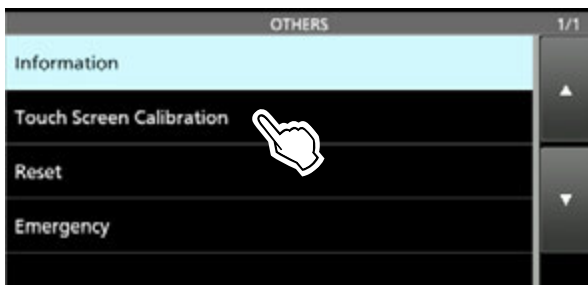 OTHERS 1/1
Information
Touch Screen Calibration
Reset
Emergency